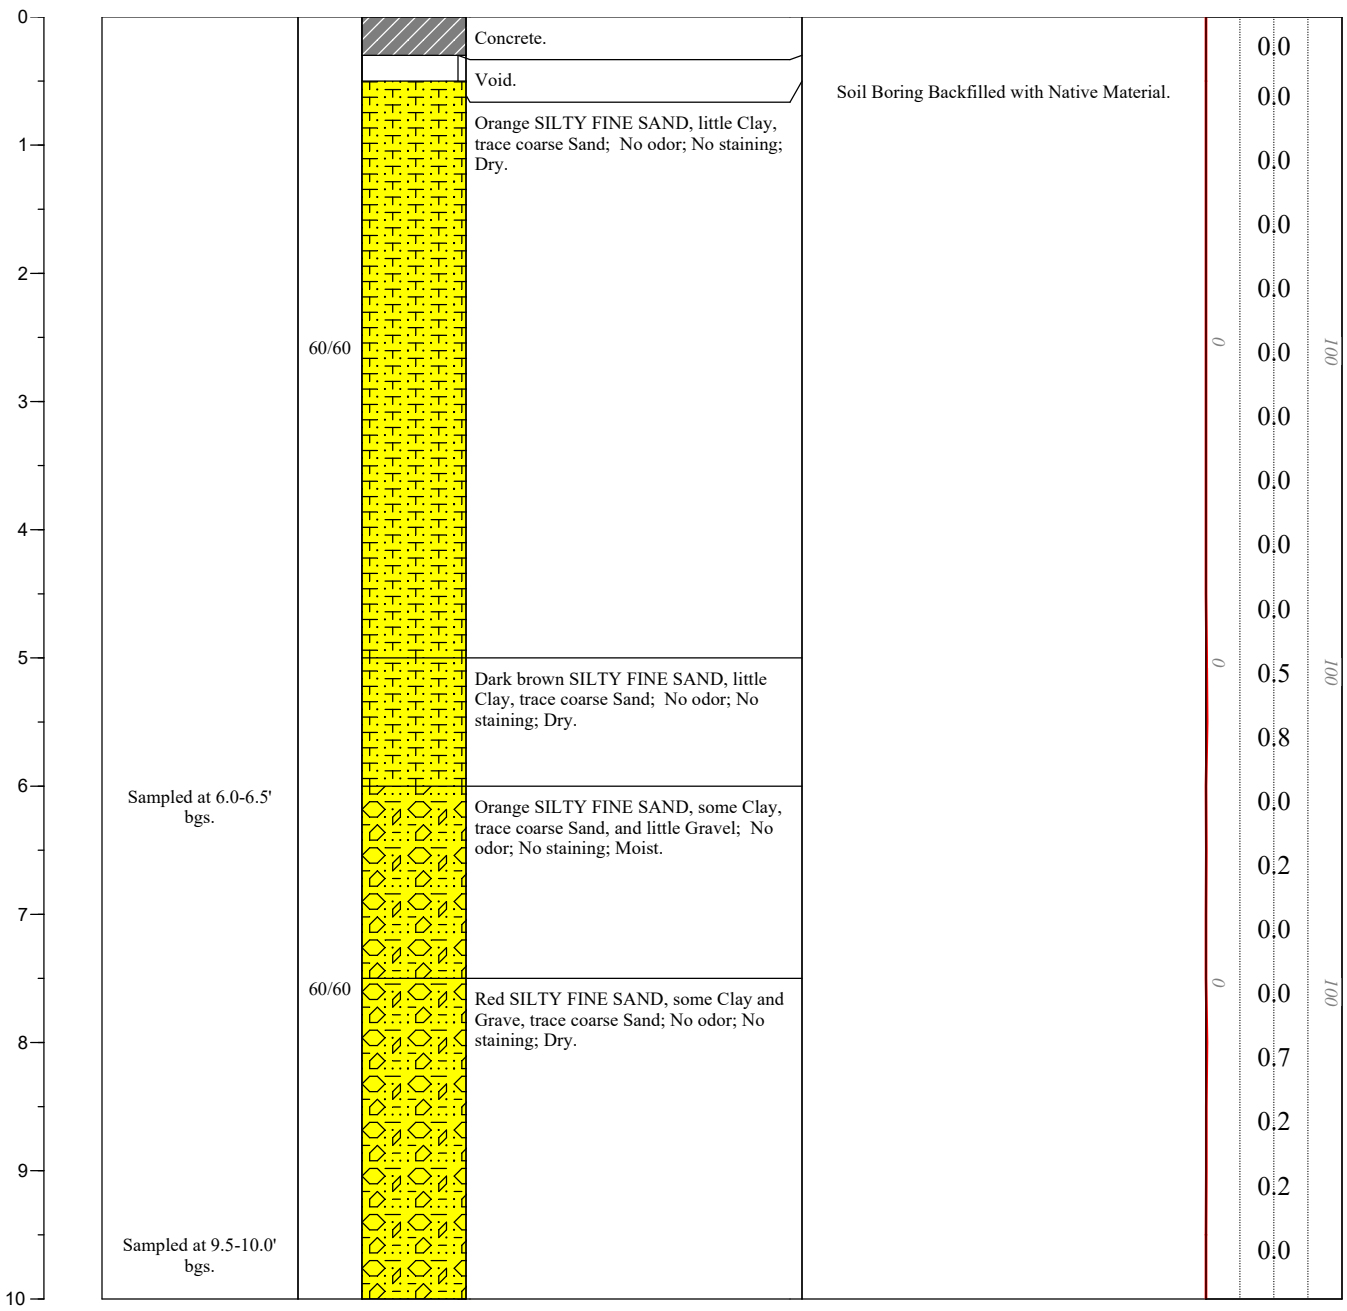 0
Concrete.
0.0
Void.
Soil Boring Backfilled with Native Material.
0.0
Orange SILTY FINE SAND, little Clay,
trace coarse Sand;  No odor; No staining;
Dry.
1
0.0
0.0
2
0.0
60/60
0
0.0
100
3
0.0
0.0
4
0.0
0.0
5
0
0.5
100
Dark brown SILTY FINE SAND, little
Clay, trace coarse Sand;  No odor; No
staining; Dry.
0.8
6
Sampled at 6.0-6.5'
bgs.
0.0
Orange SILTY FINE SAND, some Clay,
trace coarse Sand, and little Gravel;  No
odor; No staining; Moist.
0.2
7
0.0
60/60
0
0.0
100
Red SILTY FINE SAND, some Clay and
Grave, trace coarse Sand; No odor; No
staining; Dry.
8
0.7
0.2
9
0.2
Sampled at 9.5-10.0'
bgs.
0.0
10